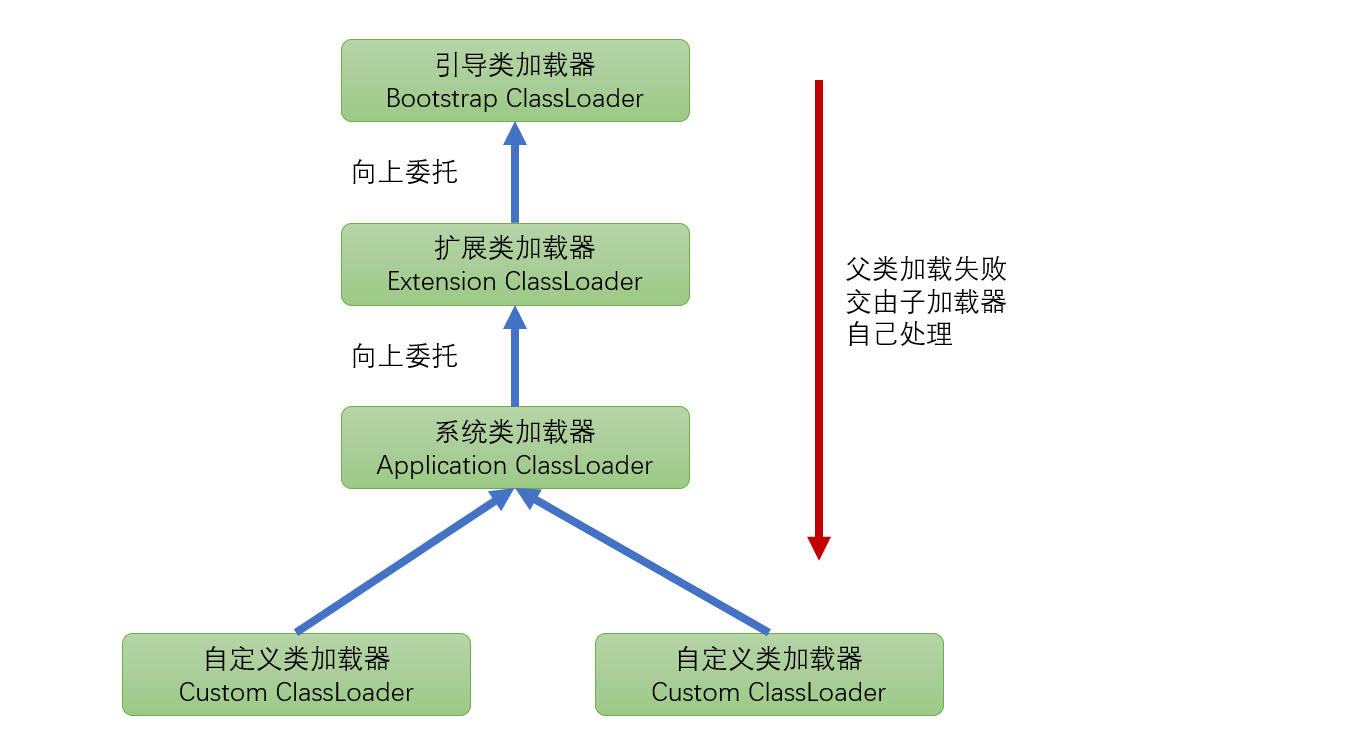 引导类加载器
Bootstrap ClassLoader
向上委托
扩展类加载器
Extension ClassLoader
向上委托
系统类加载器
Application ClassLoader
父类加载失败
交由子加载器
自己处理
自定义类加载器
Custom ClassLoader
自定义类加载器
Custom ClassLoader